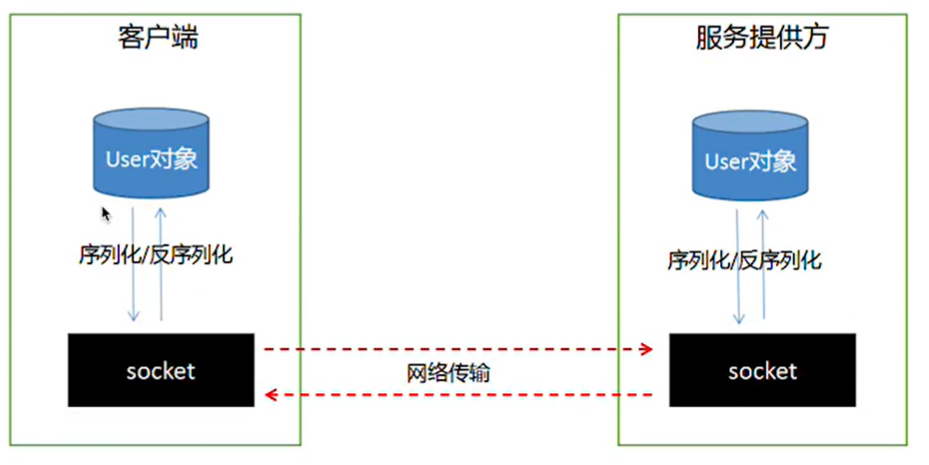 客户端
服务提供方
User对象
User对象
序列化/反序列化
序列化/反序列化
socket
网络传输
socket